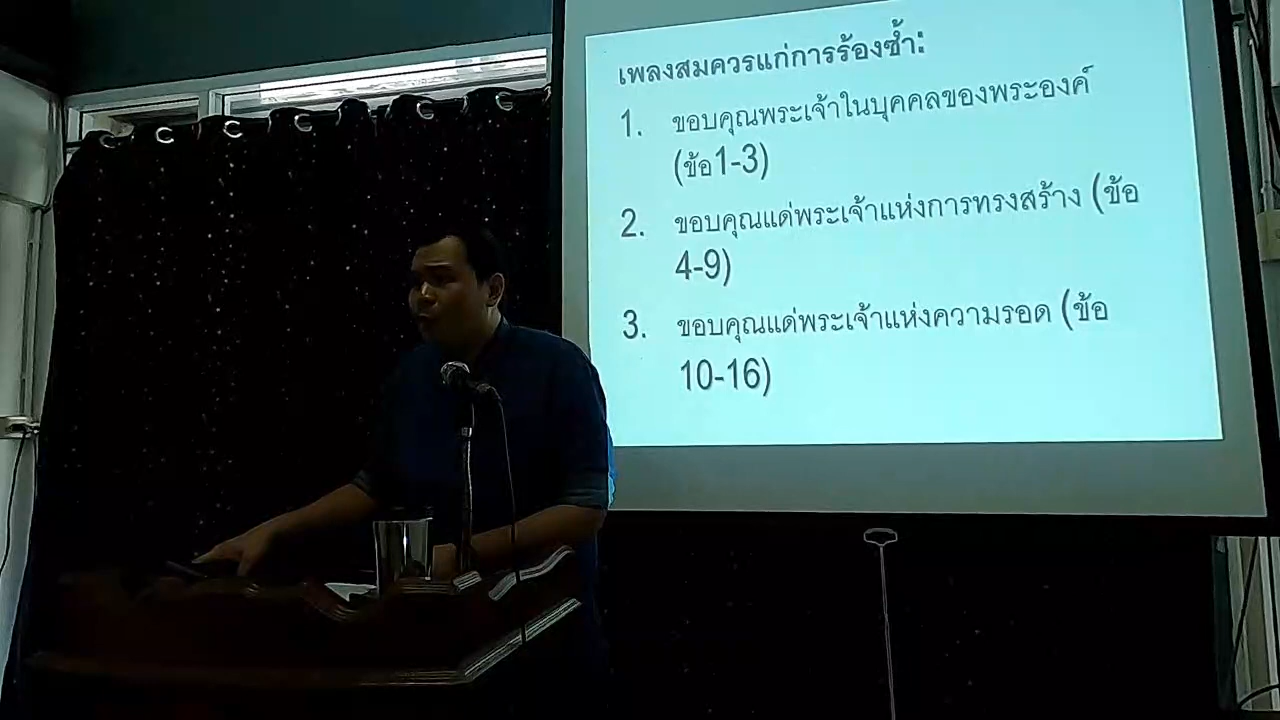 เพลงสมควรแก่การร้องซ้ำ:
1. ขอบคุณพระเจ้าในบุคคลของพระองค์
(ข้อ1-3)
2. ขอบคุณแด่พระเจ้าแห่งการทรงสร้าง (ข้อ
4-9)
3. ขอบคุณแด่พระเจ้าแห่งความรอด (ข้อ
10-16)